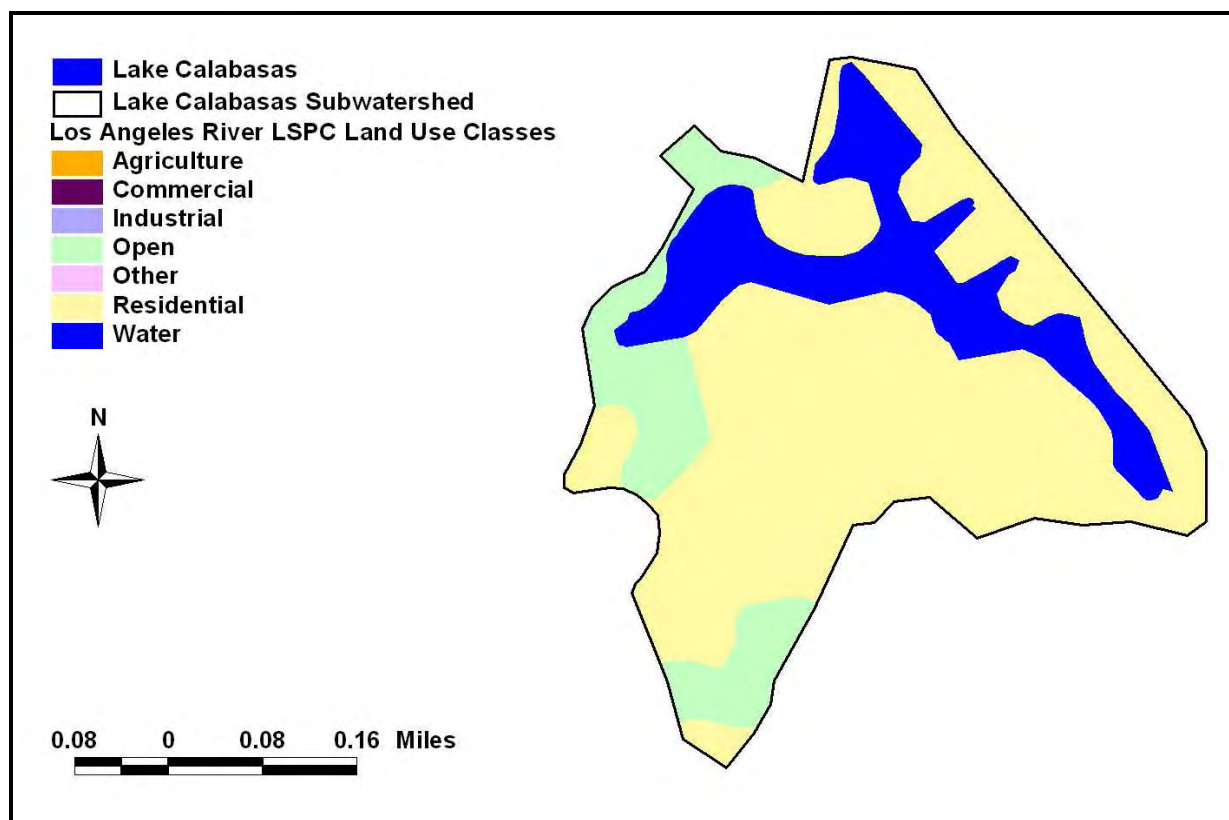 Lake Calabasas
Lake Calabasas Subwatershed
Los Angeles River LSPC Land Use Classes
Agriculture
Commercial
Industrial
Open
Other
Residential
Water
N
0.08 0 0.08 0.16 Miles